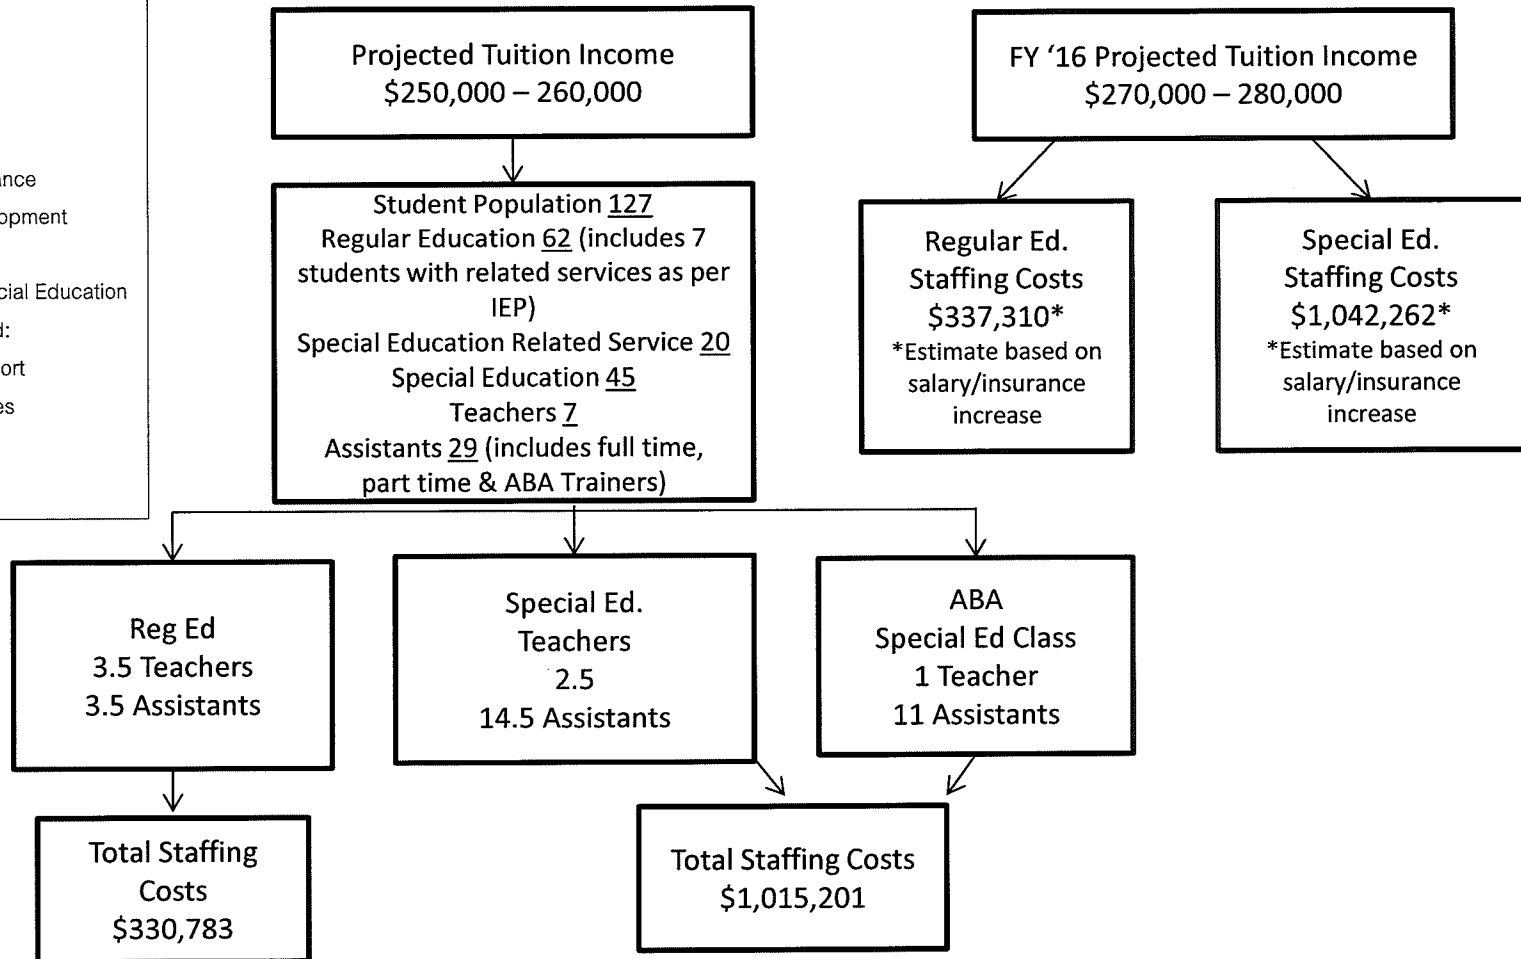 Projected Tuition Income
$250,000 – 260,000
FY ‘16 Projected Tuition Income
$270,000 – 280,000
ance
opment
cial Education
d:
ort
es
Student Population 127
Regular Education 62 (includes 7
students with related services as per
IEP)
Special Education Related Service 20
Special Education 45
Teachers 7
Assistants 29 (includes full time,
part time & ABA Trainers)
Regular Ed.
Staffing Costs
$337,310*
*Estimate based on
salary/insurance
increase
Special Ed.
Staffing Costs
$1,042,262*
*Estimate based on
salary/insurance
increase
Reg Ed
3.5 Teachers
3.5 Assistants
Special Ed.
Teachers
2.5
14.5 Assistants
ABA
Special Ed Class
1 Teacher
11 Assistants
Total Staffing
Costs
$330,783
Total Staffing Costs
$1,015,201